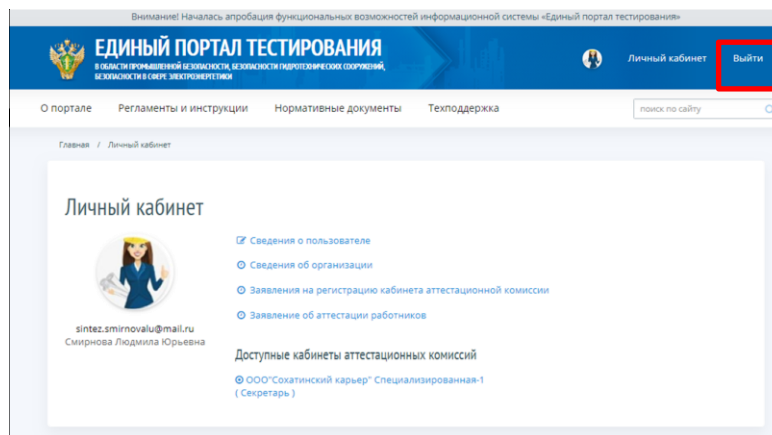 Внимание! Началась апробация функциональных возможностей информационной системы «Единый портал тестирования»
ЕДИНЫЙ ПОРТАЛ ТЕСТИРОВАНИЯ
В ОБЛАСТИ ПРОМЫШЛЕННОЙ БЕЗОПАСНОСТИ, БЕЗОПАСНОСТИ ГИДРОТЕХНИЧЕСКИХ СООРУЖЕНИЙ,
БЕЗОПАСНОСТИ В СФЕРЕ ЭЛЕКТРОЭНЕРГЕТИКИ
Личный кабинет
Выйти
О портале Регламенты и инструкции Нормативные документы Техподдержка
поиск по сайту
Главная / Личный кабинет
Личный кабинет
Сведения о пользователе
Сведения об организации
Заявления на регистрацию кабинета аттестационной комиссии
Заявление об аттестации работников
sintez.smirnovalu@mail.ru
Смирнова Людмила Юрьевна
Доступные кабинеты аттестационных комиссий
ООО"Сохатинский карьер" Специализированная-1
( Секретарь )